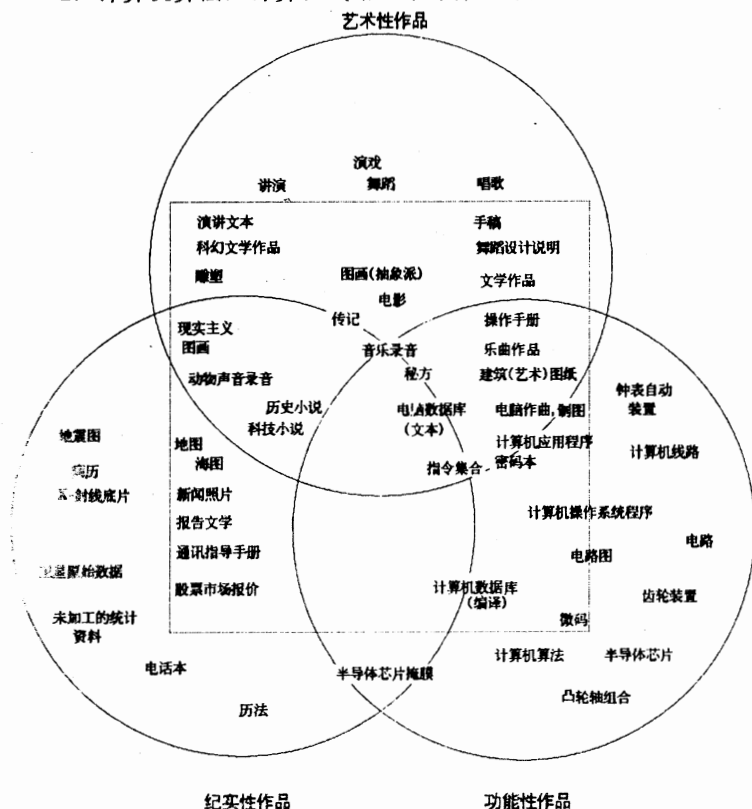 艺术性作品
演戏
讲演 舞蹈 唱歌
演讲文本 手稿
科幻文学作品 舞蹈设计说明
雕塑 图画(抽象派) 文学作品
电影
传记 操作手册
现实主义
图画 音乐录音 乐曲作品
动物声音录音 秘方 建筑(艺术)图纸
钟表自动
装置
历史小说 电脑数据库 电脑作曲,制图
科技小说 (文本)
地震图 地图 计算机应用程序 计算机线路
海图 指令集合 密码本
病历
X-射线底片 新闻照片
报告文学 计算机操作系统程序
电路
通讯指导手册 电路图
原始数据
股票市场报价 计算机数据库 齿轮装置
(编译)
未加工的统计 微码
资料
电话本 半导体芯片掩膜 计算机算法 半导体芯片
历法 凸轮轴组合
纪实性作品 功能性作品